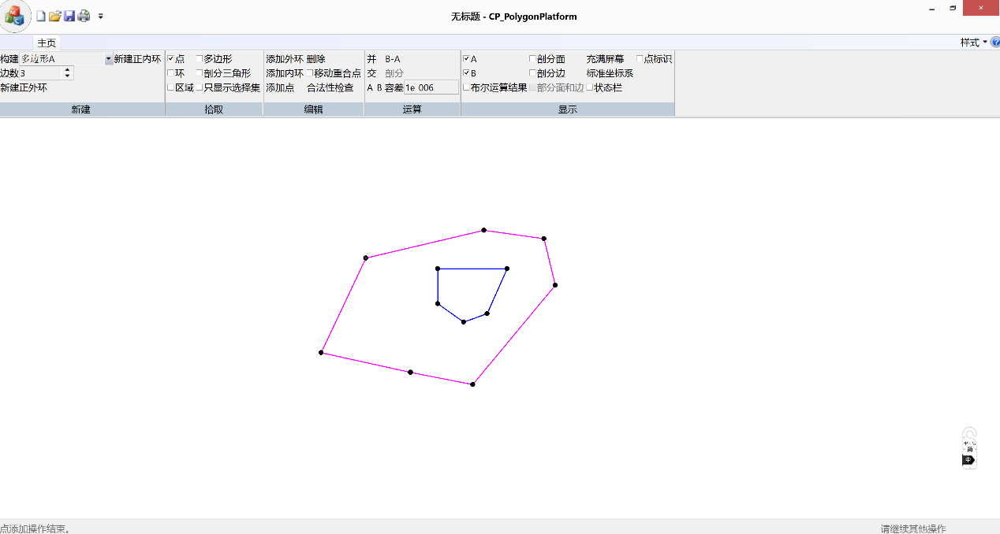 无标题 - CP_PolygonPlatform
主页
样式
构建 多边形A 新建正内环
边数 3
新建正外环
新建
点 多边形
环 剖分三角形
区域 只显示选择集
拾取
添加外环 删除
添加内环 移动重合点
添加点 合法性检查
编辑
并 B-A
交 剖分
A B 容差 1e 006
运算
A 剖分面 充满屏幕 点标识
B 剖分边 标准坐标系
布尔运算结果 剖分面和边 状态栏
显示
简
中
点添加操作结束。
请继续其他操作